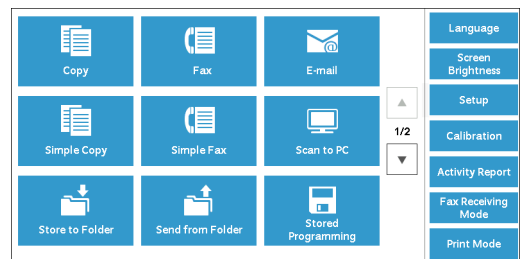 Copy
Fax
E-mail
Simple Copy
Simple Fax
Scan to PC
Store to Folder
Send from Folder
Stored
Programming
1/2
Language
Screen
Brightness
Setup
Calibration
Activity Report
Fax Receiving
Mode
Print Mode